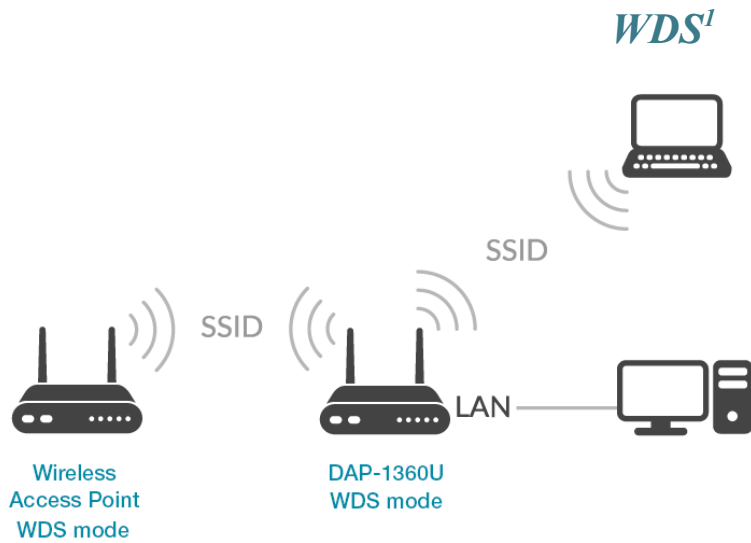 WDS¹
SSID
SSID
LAN
Wireless
Access Point
WDS mode
DAP-1360U
WDS mode